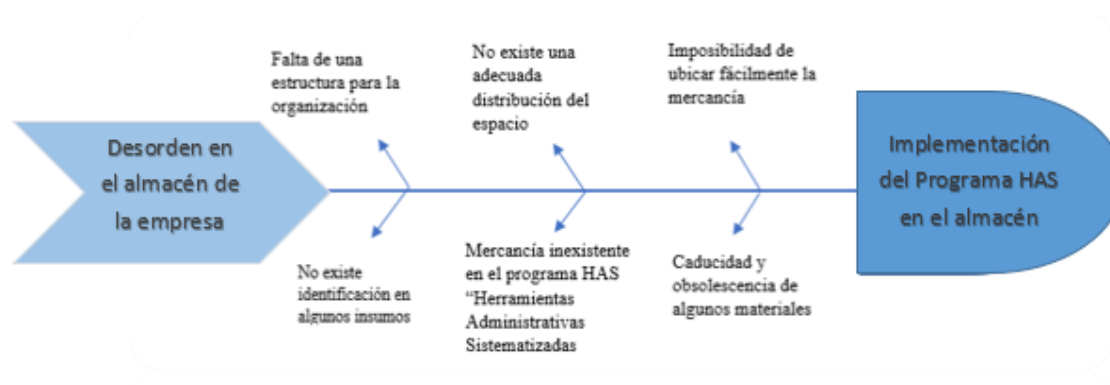 Desorden en
el almacén de
la empresa
Falta de una
estructura para la
organización
No existe una
adecuada
distribución del
espacio
Imposibilidad de
ubicar fácilmente la
mercancía
No existe
identificación en
algunos insumos
Mercancía inexistente
en el programa HAS
“Herramientas
Administrativas
Sistematizadas
Caducidad y
obsolescencia de
algunos materiales
Implementación
del Programa HAS
en el almacén